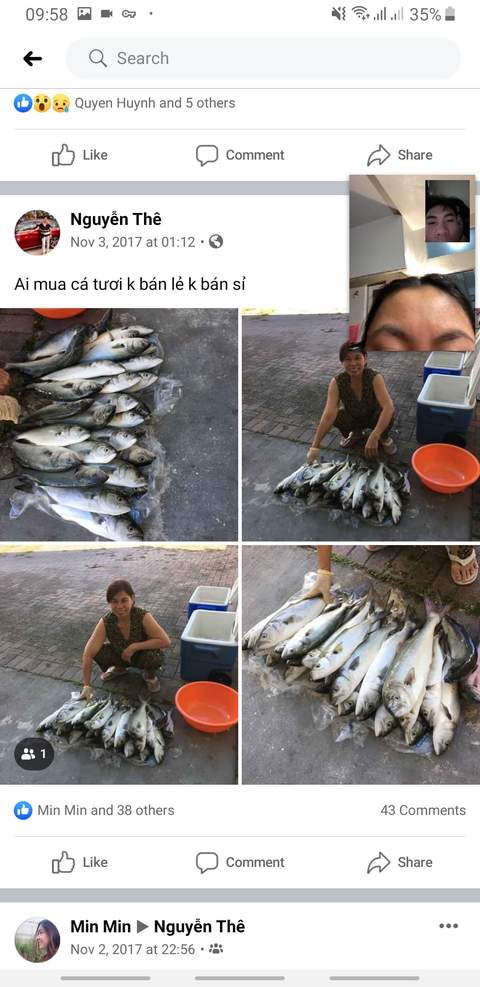 09:58
35%
Search
Quyen Huynh and 5 others
Like
Comment
Share
Nguyễn Thê
Nov 3, 2017 at 01:12 •
Ai mua cá tươi k bán lẻ k bán sỉ
1
Min Min and 38 others
43 Comments
Like
Comment
Share
Min Min ▶ Nguyễn Thê
Nov 2, 2017 at 22:56 •